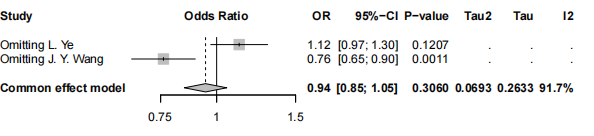 Study Odds Ratio OR 95%−CI P−value Tau2 Tau I2
Omitting L. Ye 1.12 [0.97; 1.30] 0.1207 . . .
Omitting J. Y. Wang 0.76 [0.65; 0.90] 0.0011 . . .
Common effect model 0.94 [0.85; 1.05] 0.3060 0.0693 0.2633 91.7%
0.75 1 1.5